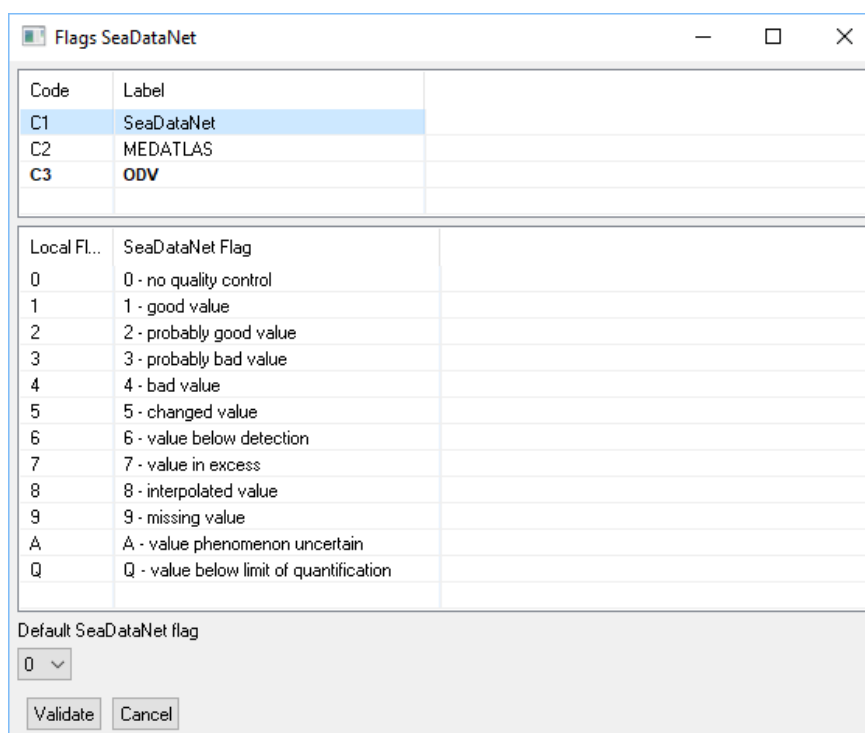 Flags SeaDataNet
Code Label
C1 SeaDataNet
C2 MEDATLAS
C3 ODV
Local Fl... SeaDataNet Flag
0 0 - no quality control
1 1 - good value
2 2 - probably good value
3 3 - probably bad value
4 4 - bad value
5 5 - changed value
6 6 - value below detection
7 7 - value in excess
8 8 - interpolated value
9 9 - missing value
A A - value phenomenon uncertain
Q Q - value below limit of quantification
Default SeaDataNet flag
0
Validate Cancel